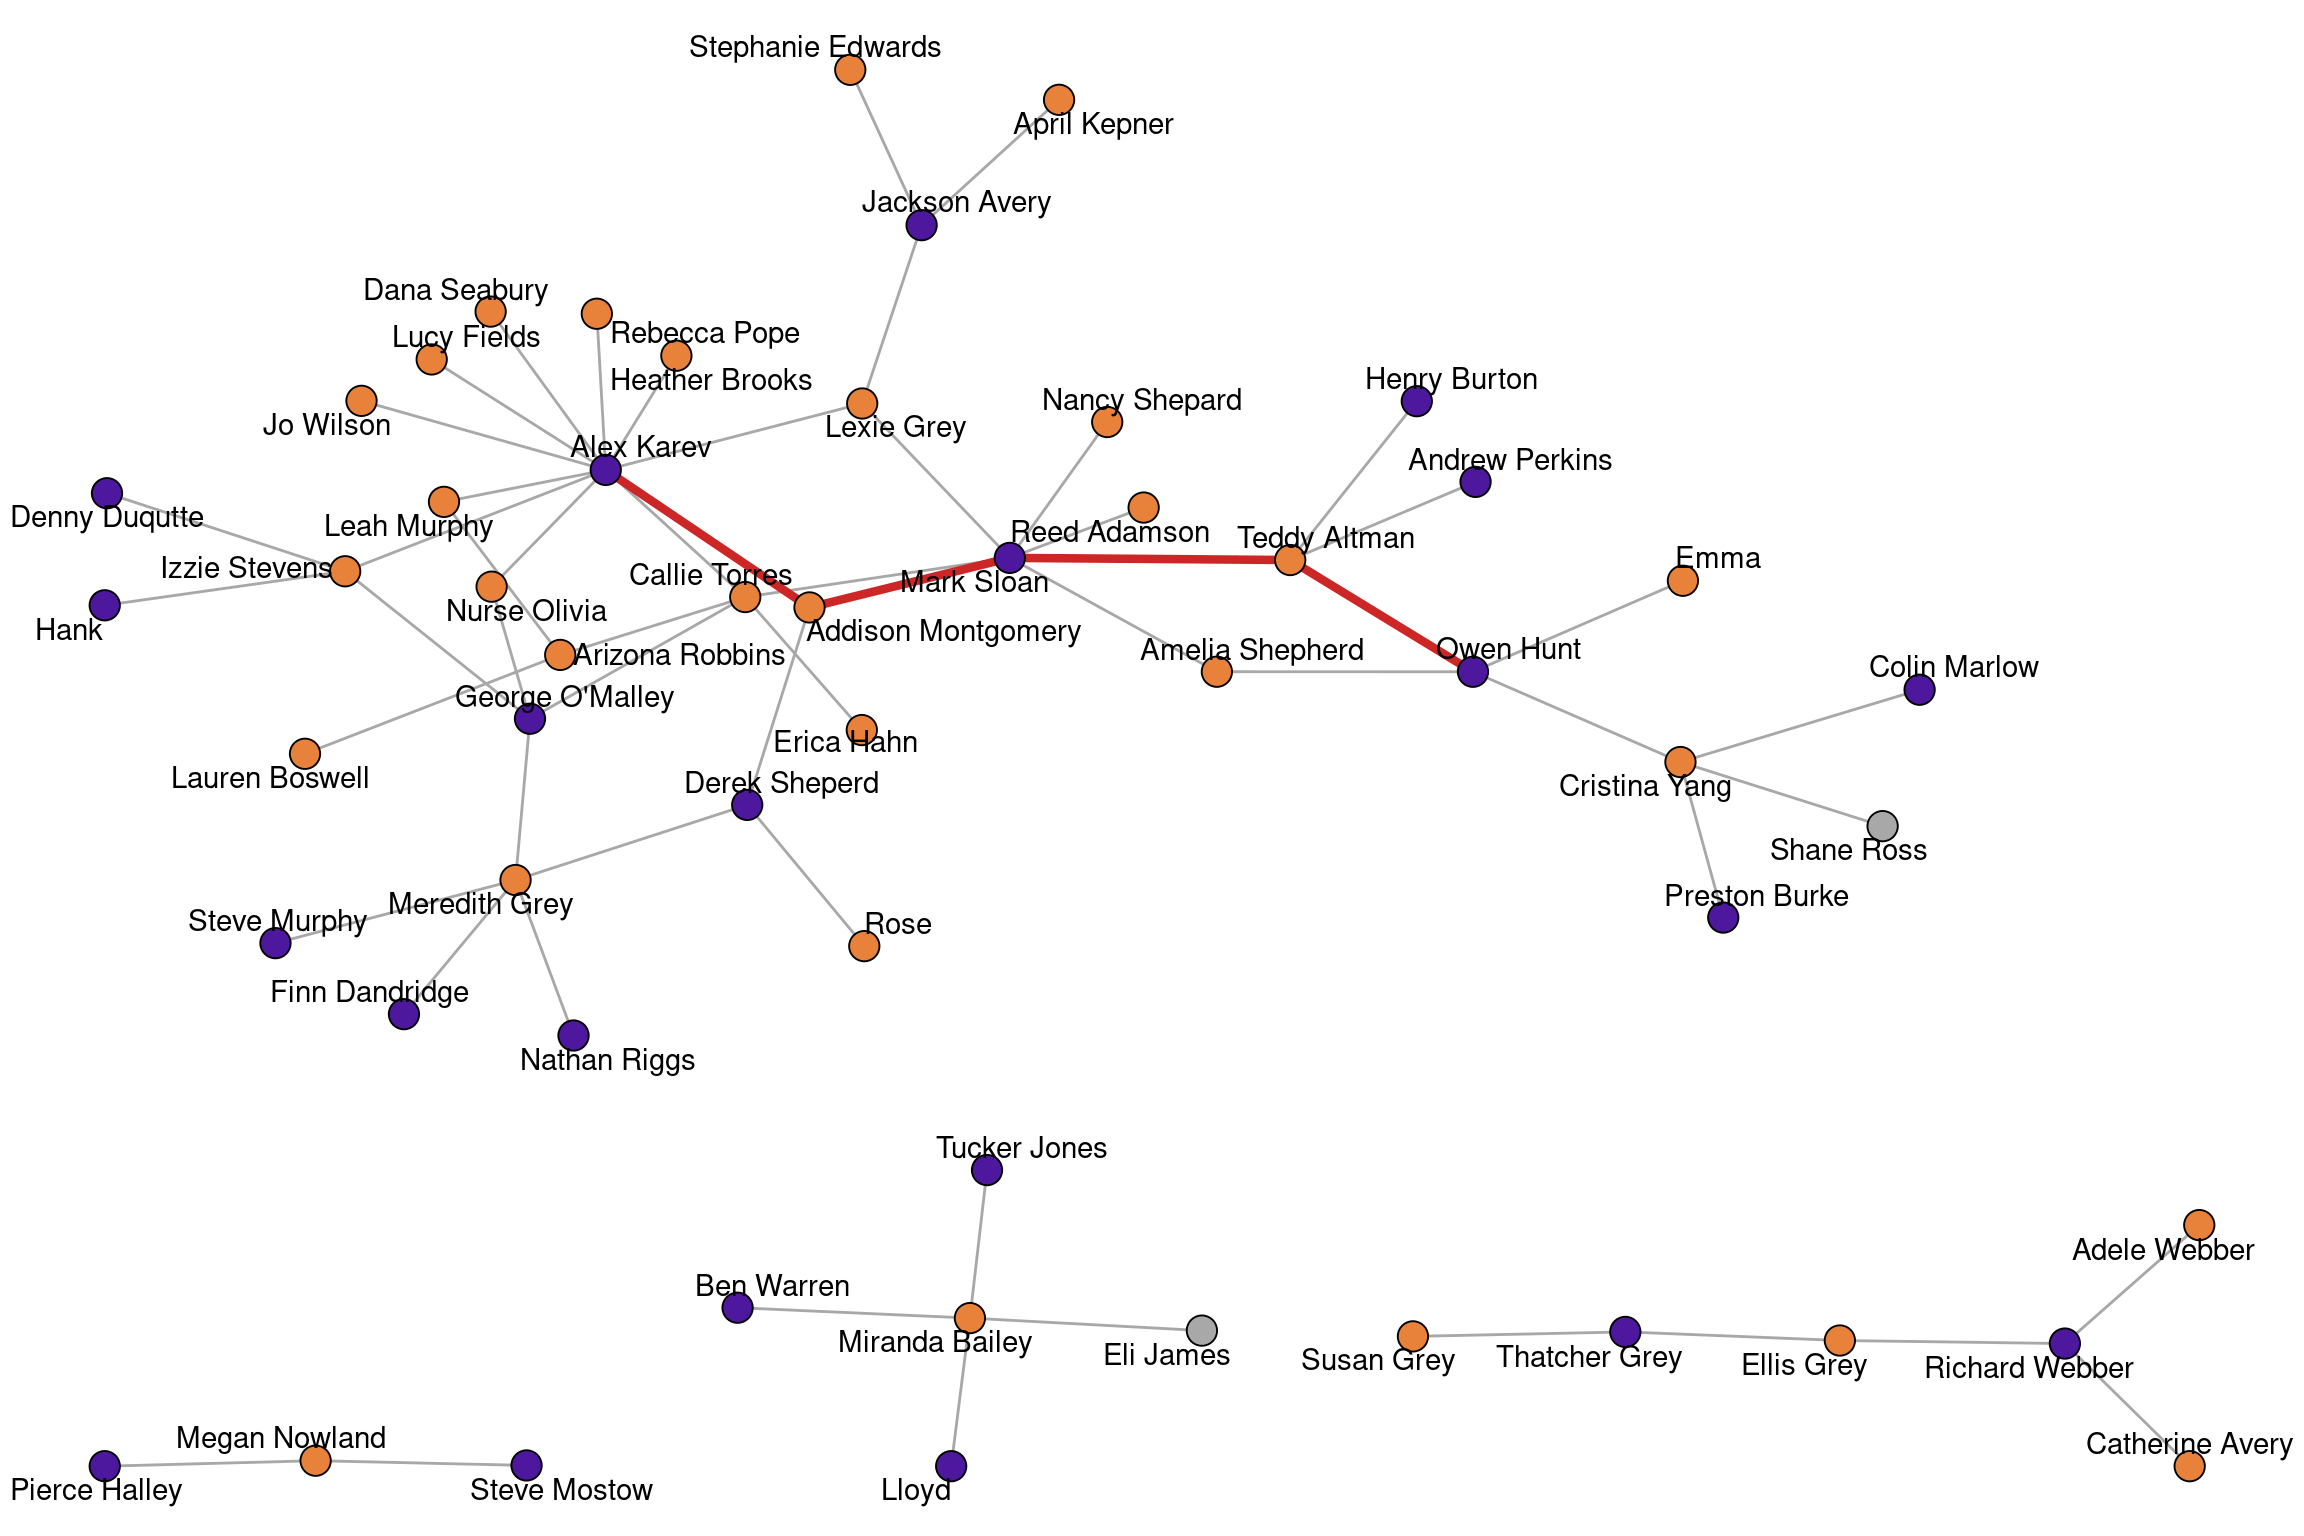 Stephanie Edwards
April Kepner
Jackson Avery
Dana Seabury
Rebecca Pope
Lucy Fields
Heather Brooks
Henry Burton
Nancy Shepard
Jo Wilson
Lexie Grey
Alex Karev
Andrew Perkins
Denny Duqutte
Leah Murphy
Reed Adamson
Teddy Altman
Emma
Izzie Stevens
Callie Torres
Mark Sloan
Nurse Olivia
Hank
Addison Montgomery
Amelia Shepherd
Owen Hunt
Arizona Robbins
Colin Marlow
George O'Malley
Erica Hahn
Lauren Boswell
Derek Sheperd
Cristina Yang
Shane Ross
Preston Burke
Meredith Grey
Steve Murphy
Rose
Finn Dandridge
Nathan Riggs
Tucker Jones
Adele Webber
Ben Warren
Miranda Bailey
Eli James
Susan Grey
Thatcher Grey
Ellis Grey
Richard Webber
Megan Nowland
Catherine Avery
Pierce Halley
Steve Mostow
Lloyd